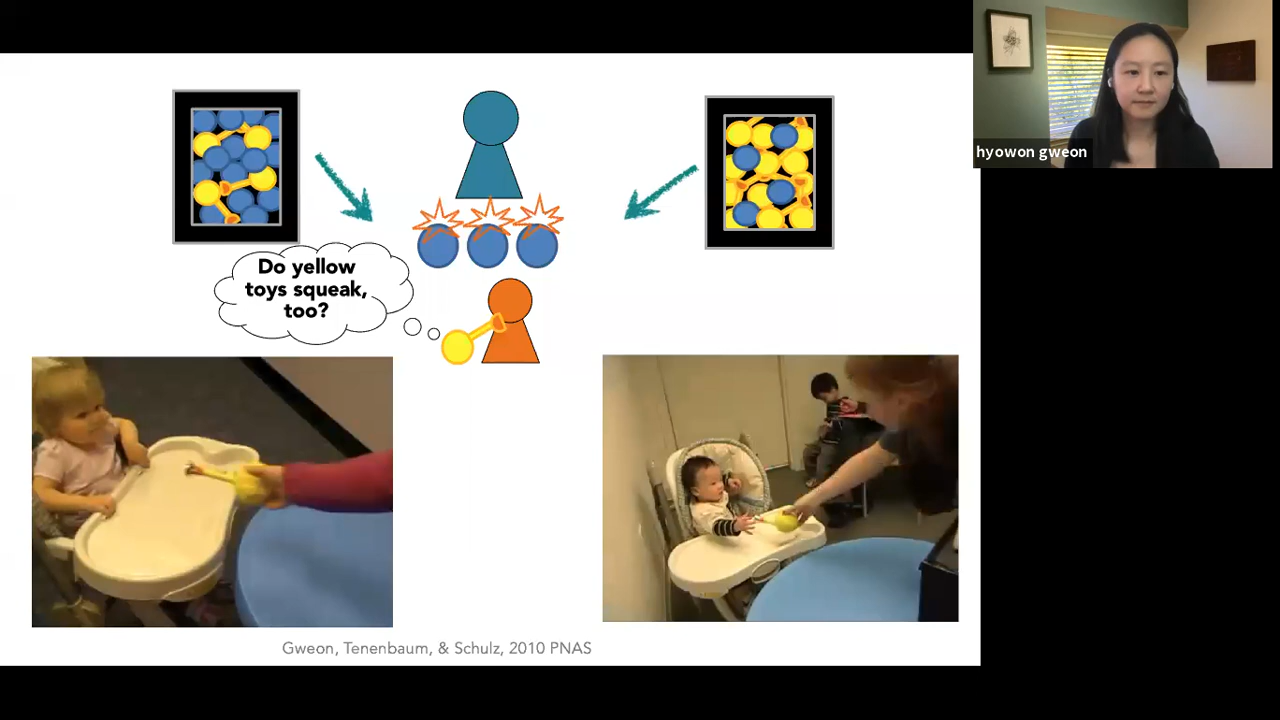 hyowon gweon
Do yellow
toys squeak,
too?
Gweon, Tenenbaum, & Schulz, 2010 PNAS